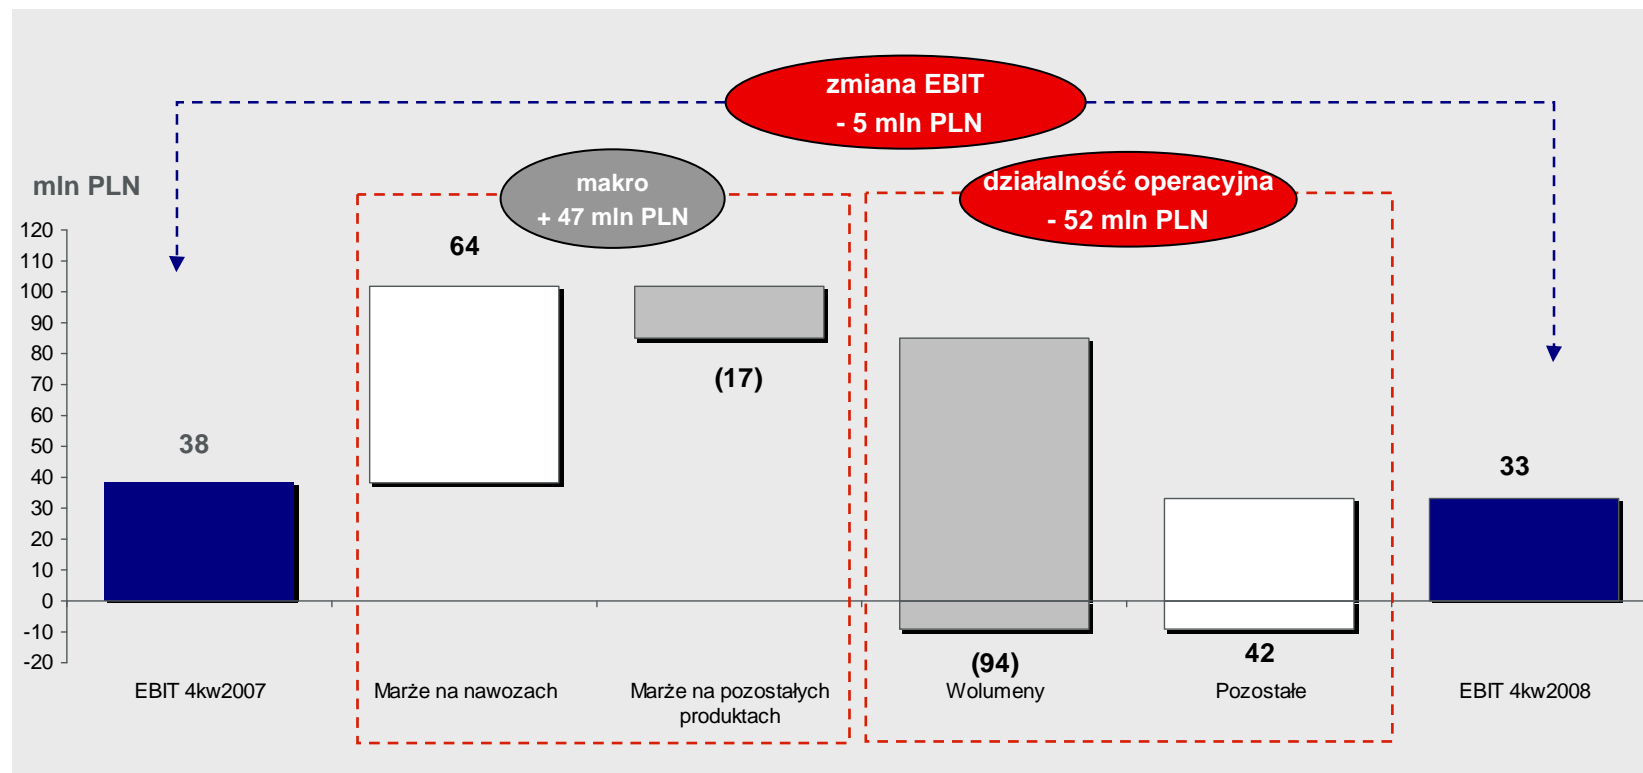 zmiana EBIT
- 5 mln PLN
makro
+ 47 mln PLN
działalność operacyjna
- 52 mln PLN
mln PLN
120
110
100
90
80
70
60
50
40
30
20
10
0
-10
-20
38
64
(17)
(94)
42
33
EBIT 4kw2007
Marże na nawozach
Marże na pozostałych
produktach
Wolumeny
Pozostałe
EBIT 4kw2008